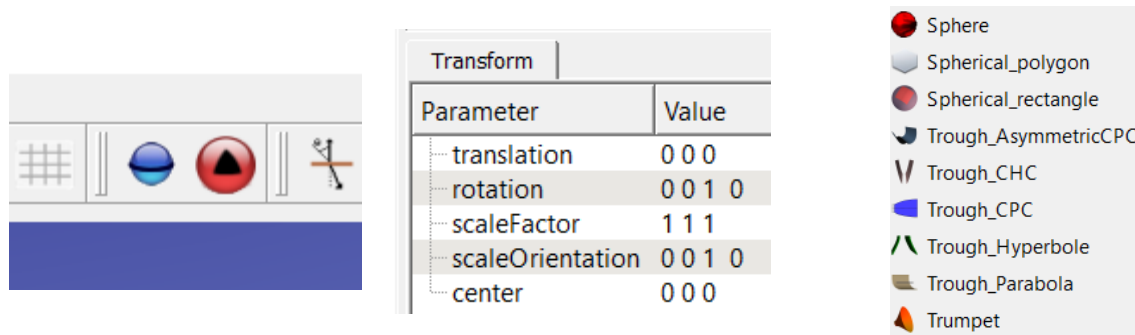 Transform
Parameter Value
translation 0 0 0
rotation 0 0 1 0
scaleFactor 1 1 1
scaleOrientation 0 0 1 0
center 0 0 0
Sphere
Spherical_polygon
Spherical_rectangle
Trough_AsymmetricCPC
Trough_CHC
Trough_CPC
Trough_Hyperbole
Trough_Parabola
Trumpet